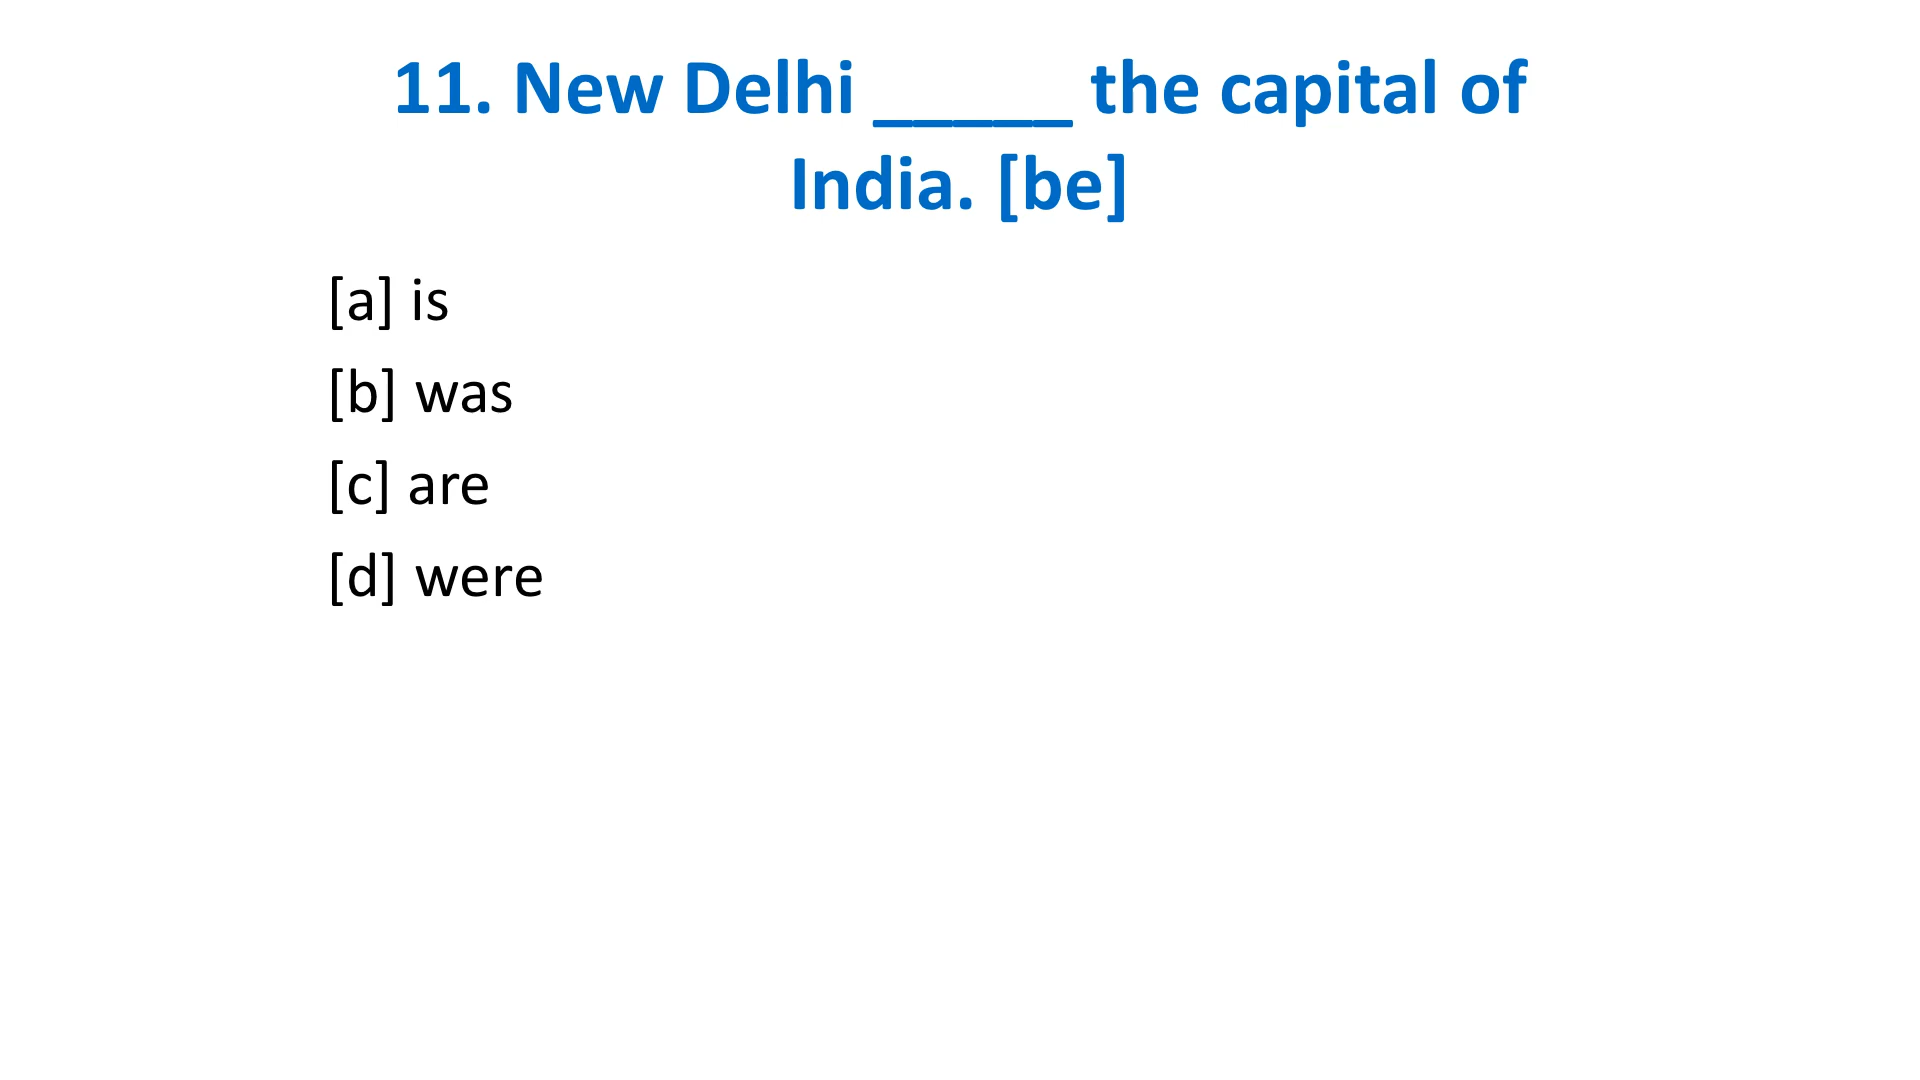 11. New Delhi _____ the capital of
India. [be]
[a] is
[b] was
[c] are
[d] were